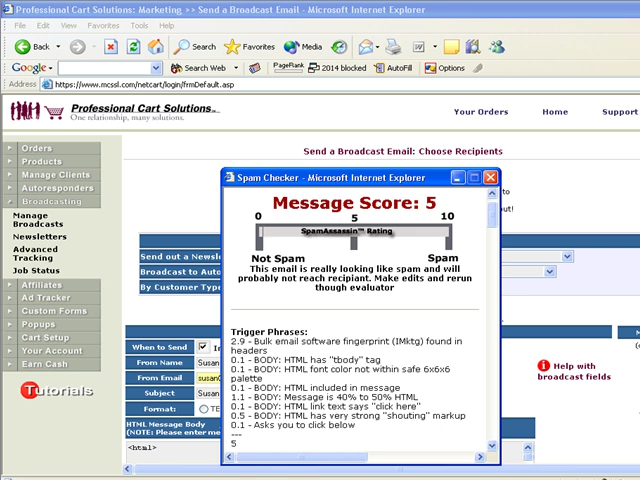 Professional Cart Solutions: Marketing >> Send a Broadcast Email - Microsoft Internet Explorer
File Edit View Favorites Tools Help
Back Search Favorites Media
Google Search Web PageRank 2014 blocked AutoFill Options
Address https://www.mcssl.com/netcart/login/frmDefault.asp
Professional Cart Solutions
One relationship, many solutions.
Your Orders Home Support
Orders
Products
Manage Clients
Autoresponders
Broadcasting
Manage
Broadcasts
Newsletters
Advanced
Tracking
Job Status
Affiliates
Ad Tracker
Custom Forms
Popups
Cart Setup
Your Account
Earn Cash
Tutorials
Send a Broadcast Email: Choose Recipients
to
out!
Send out a Newsl
Broadcast to Auto
By Customer Type
When to Send
From Name Susan
From Email susan
Subject Susan
Format: TE
HTML Message Body
(NOTE: Please enter me
<html>
M
Help with
broadcast fields
Spam Checker - Microsoft Internet Explorer
Message Score: 5
0 5 10
SpamAssassin™ Rating
Not Spam Spam
This email is really looking like spam and will
probably not reach recipiant. Make edits and rerun
though evaluator
Trigger Phrases:
2.9 - Bulk email software fingerprint (IMktg) found in
headers
0.1 - BODY: HTML has "tbody" tag
0.1 - BODY: HTML font color not within safe 6x6x6
palette
0.1 - BODY: HTML included in message
1.1 - BODY: Message is 40% to 50% HTML
0.1 - BODY: HTML link text says "click here"
0.5 - BODY: HTML has very strong "shouting" markup
0.1 - Asks you to click below
---
5